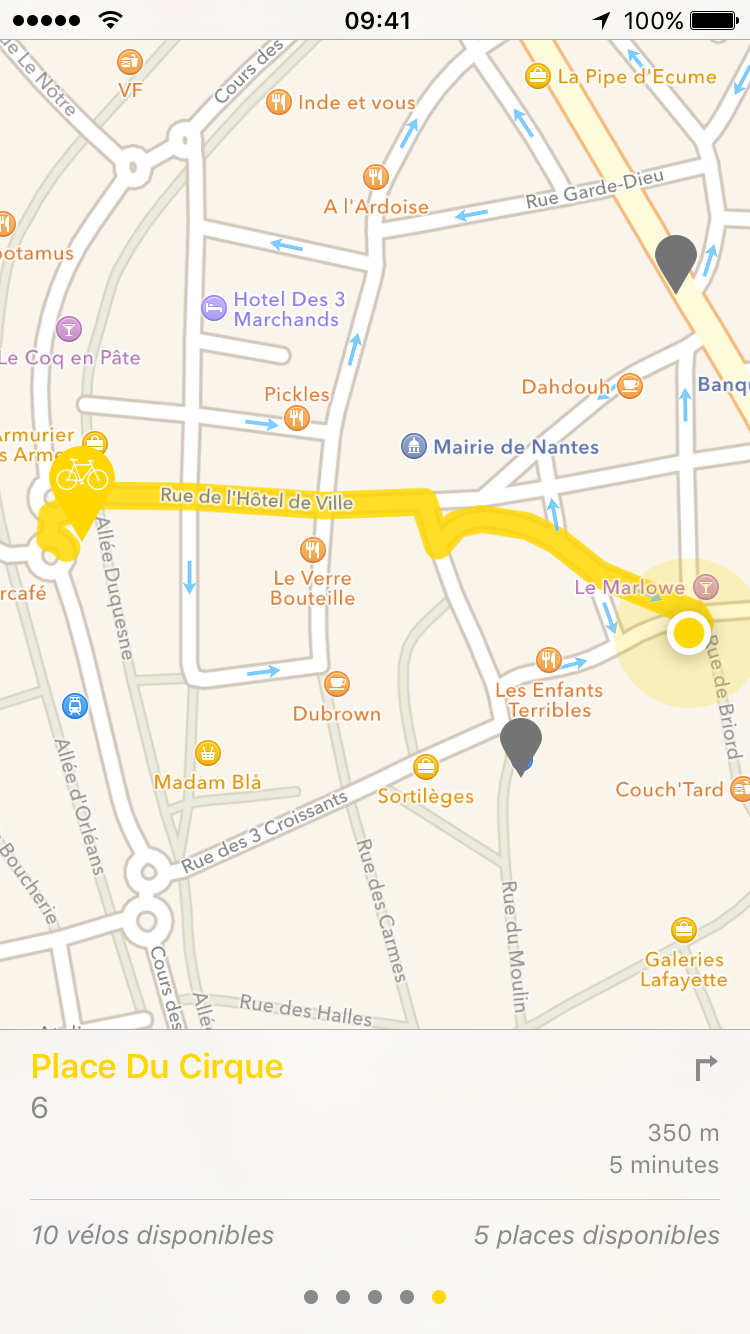 09:41
100%
Rue Le Nôtre
VF
Cours des
Inde et vous
La Pipe d'Ecume
A l'Ardoise
Rue Garde-Dieu
potamus
Hotel Des 3
Marchands
Le Coq en Pâte
Pickles
Dahdouh
Banqu
Armurier
s Arme
Mairie de Nantes
Rue de l'Hôtel de Ville
Allée Duquesne
Le Verre
Bouteille
Le Marlowe
rcafé
Rue de Briord
Les Enfants
Terribles
Dubrown
Allée d'Orléans
Madam Blå
Sortilèges
Couch'Tard
Rue des 3 Croissants
Boucherie
Rue des Carmes
Rue du Moulin
Galeries
Lafayette
Cours des
Allé
Rue des Halles
Place Du Cirque
6
350 m
5 minutes
10 vélos disponibles
5 places disponibles